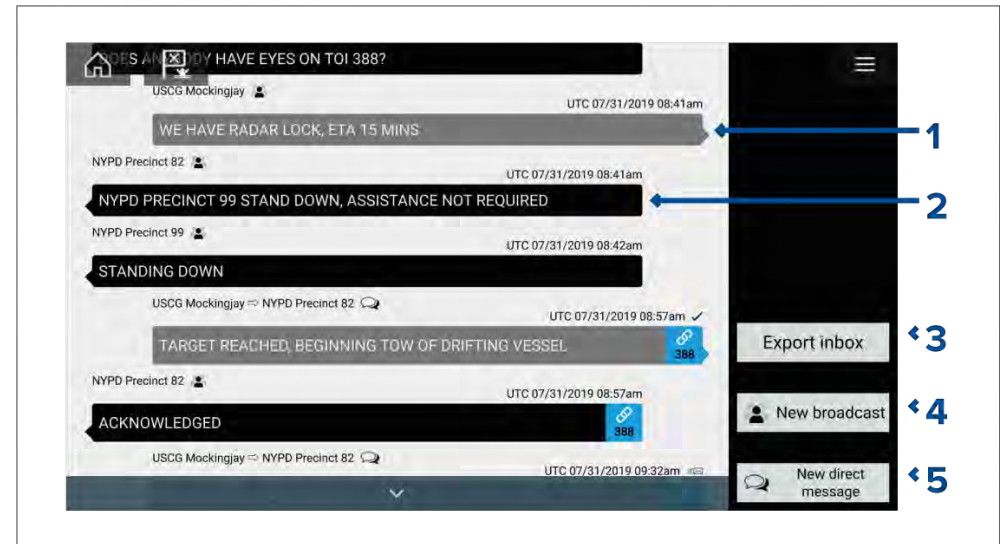 DOES ANYBODY HAVE EYES ON TOI 388?
USCG Mockingjay
UTC 07/31/2019 08:41am
WE HAVE RADAR LOCK, ETA 15 MINS
1
NYPD Precinct 82
UTC 07/31/2019 08:41am
NYPD PRECINCT 99 STAND DOWN, ASSISTANCE NOT REQUIRED
2
NYPD Precinct 99
UTC 07/31/2019 08:42am
STANDING DOWN
USCG Mockingjay ⇨ NYPD Precinct 82
UTC 07/31/2019 08:57am ✓
TARGET REACHED, BEGINNING TOW OF DRIFTING VESSEL
388
Export inbox
3
NYPD Precinct 82
UTC 07/31/2019 08:57am
ACKNOWLEDGED
388
New broadcast
4
USCG Mockingjay ⇨ NYPD Precinct 82
UTC 07/31/2019 09:32am
New direct
message
5